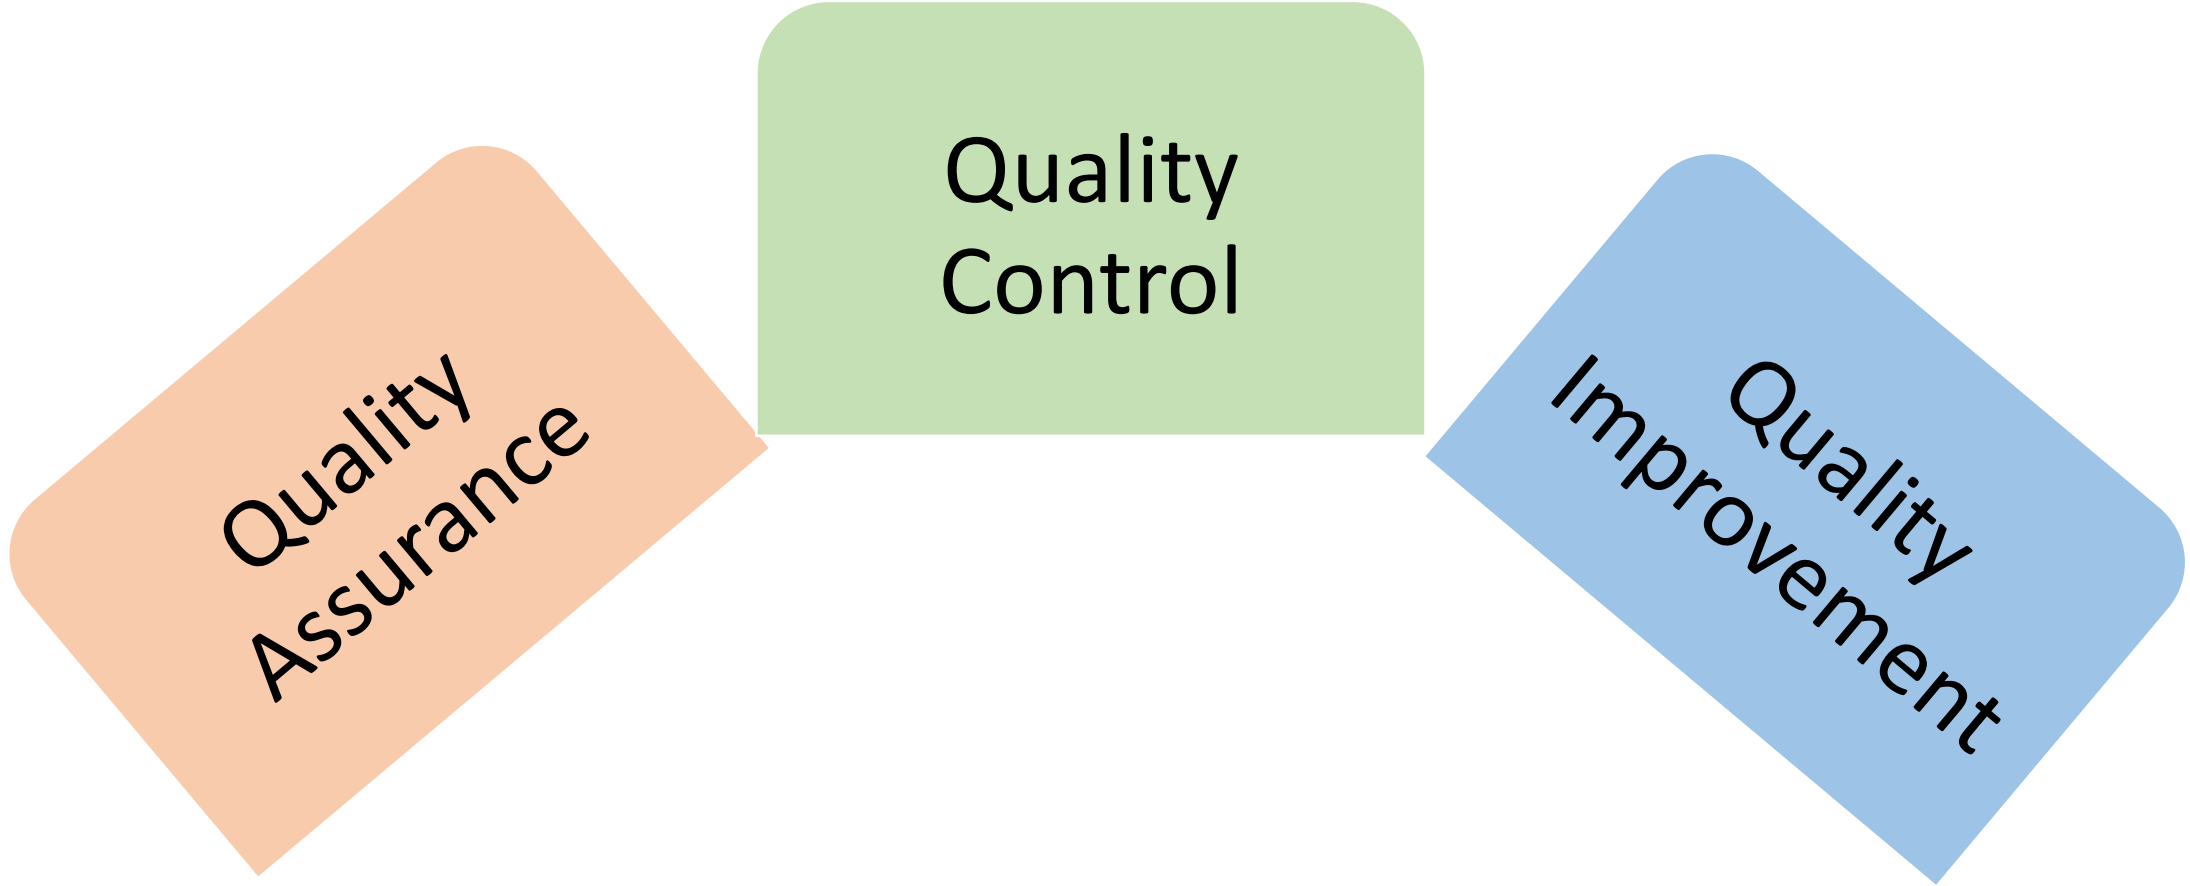 Quality
Assurance
Quality
Control
Quality
Improvement